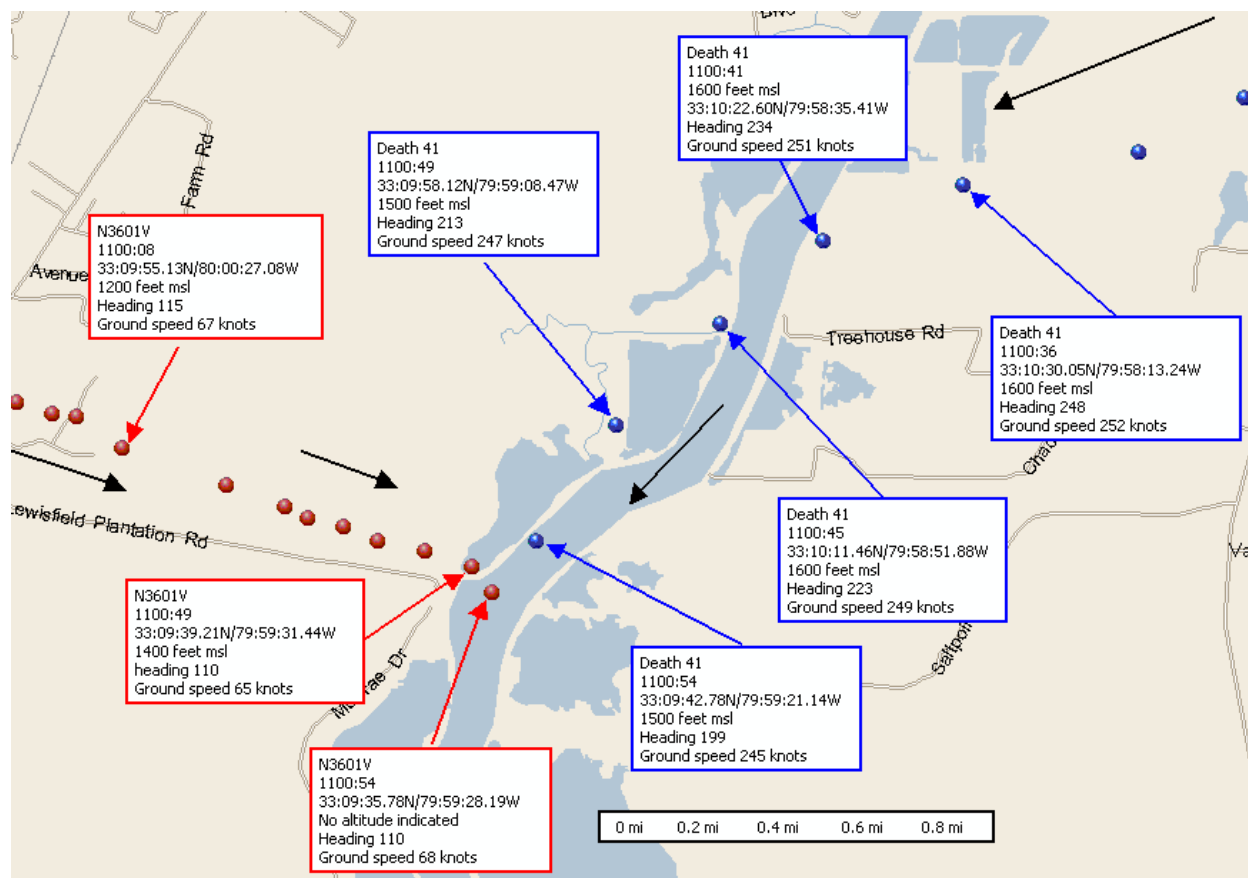 Blvd
Death 41
1100:41
1600 feet msl
33:10:22.60N/79:58:35.41W
Heading 234
Ground speed 251 knots
Death 41
1100:49
33:09:58.12N/79:59:08.47W
1500 feet msl
Heading 213
Ground speed 247 knots
Farm Rd
N3601V
1100:08
33:09:55.13N/80:00:27.08W
1200 feet msl
Heading 115
Ground speed 67 knots
Avenue
Treehouse Rd
Death 41
1100:36
33:10:30.05N/79:58:13.24W
1600 feet msl
Heading 248
Ground speed 252 knots
Lewisfield Plantation Rd
Death 41
1100:45
33:10:11.46N/79:58:51.88W
1600 feet msl
Heading 223
Ground speed 249 knots
N3601V
1100:49
33:09:39.21N/79:59:31.44W
1400 feet msl
heading 110
Ground speed 65 knots
Death 41
1100:54
33:09:42.78N/79:59:21.14W
1500 feet msl
Heading 199
Ground speed 245 knots
N3601V
1100:54
33:09:35.78N/79:59:28.19W
No altitude indicated
Heading 110
Ground speed 68 knots
0 mi 0.2 mi 0.4 mi 0.6 mi 0.8 mi